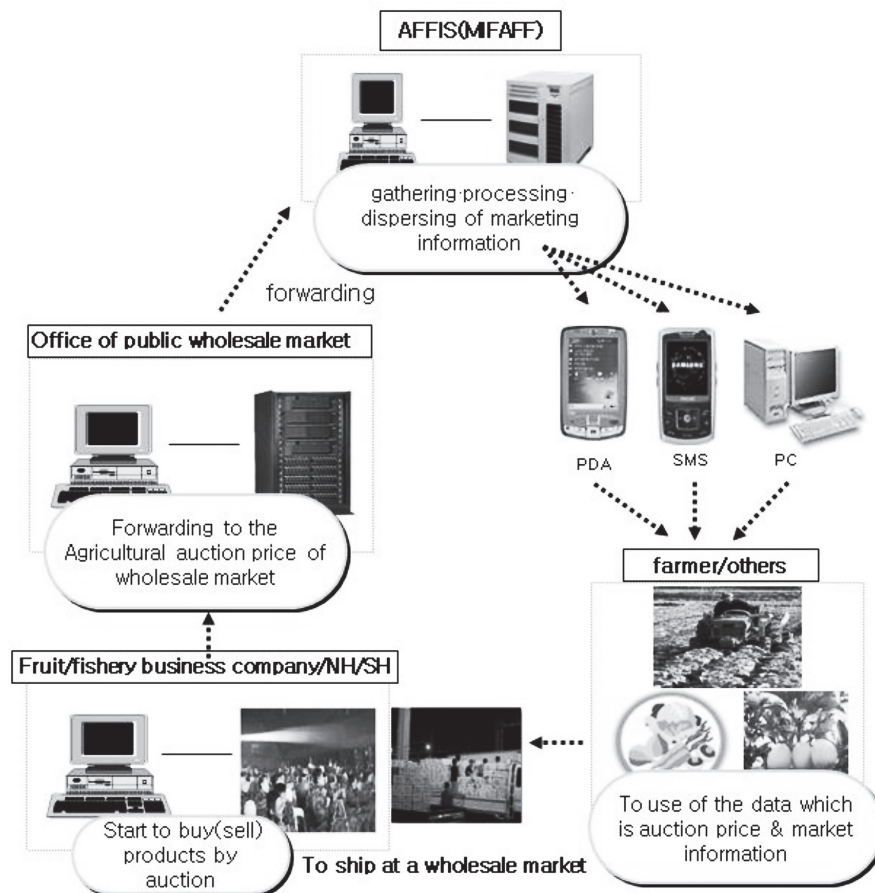 AFFIS(MIFAFF)
gathering·processing·
dispersing of marketing
information
forwarding
Office of public wholesale market
Forwarding to the
Agricultural auction price of
wholesale market
PDA
SMS
PC
farmer/others
To use of the data which
is auction price & market
information
Fruit/fishery business company/NH/SH
Start to buy(sell)
products by
auction
To ship at a wholesale market
SAMSUNG